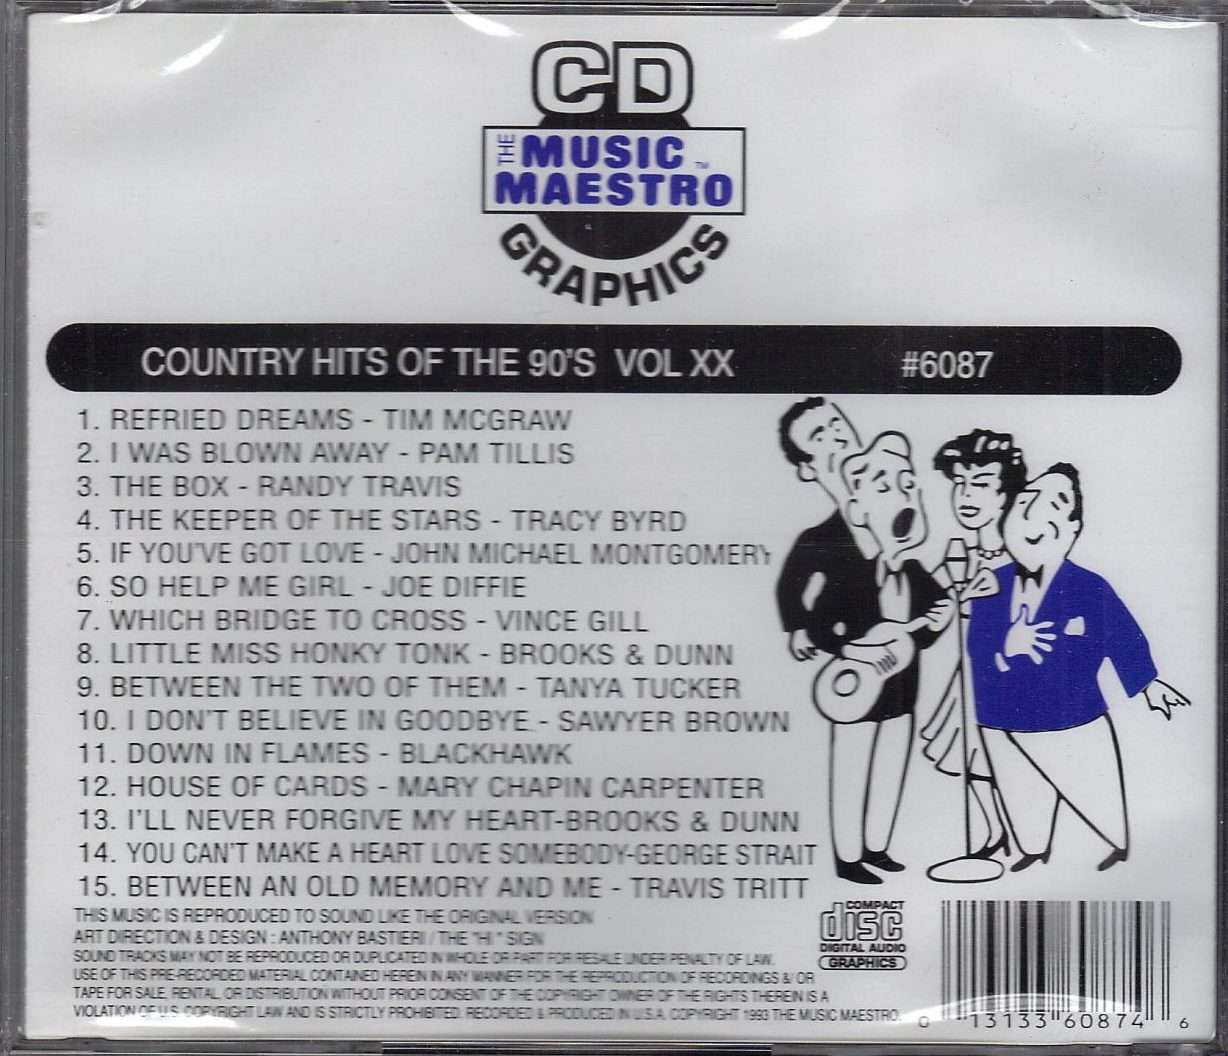 CD
THE MUSIC
MAESTRO ™
GRAPHICS
COUNTRY HITS OF THE 90'S VOL XX #6087
1. REFRIED DREAMS - TIM MCGRAW
2. I WAS BLOWN AWAY - PAM TILLIS
3. THE BOX - RANDY TRAVIS
4. THE KEEPER OF THE STARS - TRACY BYRD
5. IF YOU'VE GOT LOVE - JOHN MICHAEL MONTGOMERY
6. SO HELP ME GIRL - JOE DIFFIE
7. WHICH BRIDGE TO CROSS - VINCE GILL
8. LITTLE MISS HONKY TONK - BROOKS & DUNN
9. BETWEEN THE TWO OF THEM - TANYA TUCKER
10. I DON'T BELIEVE IN GOODBYE - SAWYER BROWN
11. DOWN IN FLAMES - BLACKHAWK
12. HOUSE OF CARDS - MARY CHAPIN CARPENTER
13. I'LL NEVER FORGIVE MY HEART-BROOKS & DUNN
14. YOU CAN'T MAKE A HEART LOVE SOMEBODY-GEORGE STRAIT
15. BETWEEN AN OLD MEMORY AND ME - TRAVIS TRITT
THIS MUSIC IS REPRODUCED TO SOUND LIKE THE ORIGINAL VERSION
ART DIRECTION & DESIGN : ANTHONY BASTIERI / THE "HI" SIGN
SOUND TRACKS MAY NOT BE REPRODUCED OR DUPLICATED IN WHOLE OR PART FOR RESALE UNDER PENALTY OF LAW.
USE OF THIS PRE-RECORDED MATERIAL CONTAINED HEREIN IN ANY MANNER FOR THE REPRODUCTION OF RECORDINGS &/ OR
TAPE FOR SALE, RENTAL, OR DISTRIBUTION WITHOUT PRIOR CONSENT OF THE COPYRIGHT OWNER OF THE RIGHTS THEREIN IS A
VIOLATION OF U.S. COPYRIGHT LAW AND IS STRICTLY PROHIBITED. RECORDED & PRODUCED IN U.S.A. COPYRIGHT 1993 THE MUSIC MAESTRO.
COMPACT
disc
DIGITAL AUDIO
GRAPHICS
0 13133 60874 6